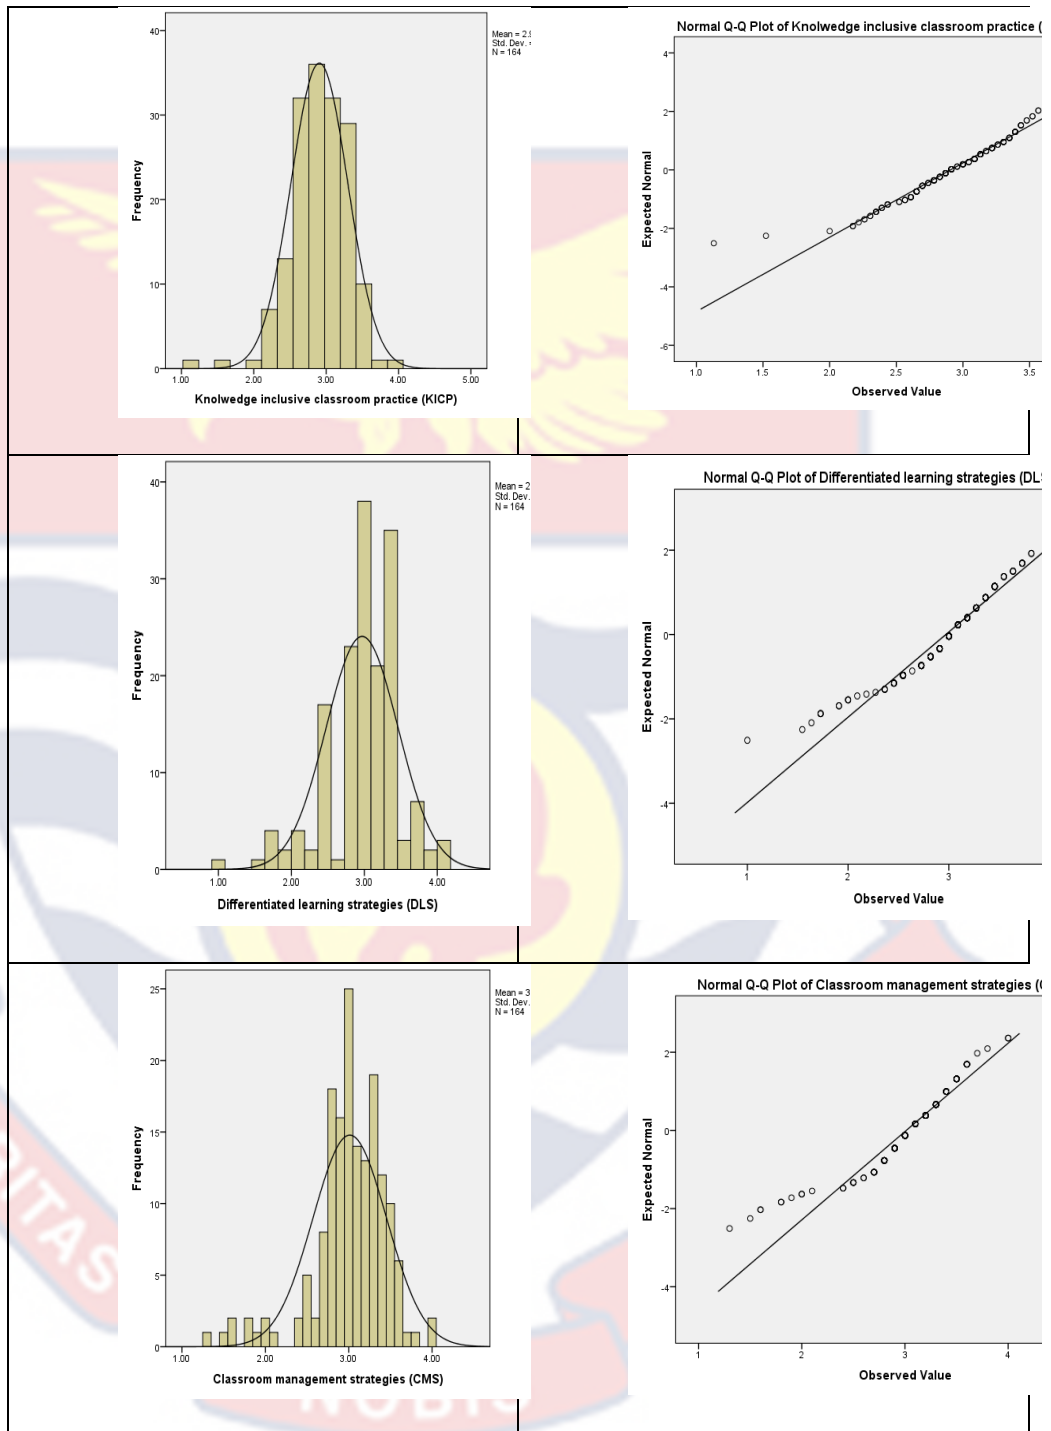 Mean = 2.9
Std. Dev. =
N = 164
40
30
20
10
0
Frequency
1.00 2.00 3.00 4.00 5.00
Knolwedge inclusive classroom practice (KICP)
Normal Q-Q Plot of Knolwedge inclusive classroom practice (
4
2
0
-2
-4
-6
Expected Normal
1.0 1.5 2.0 2.5 3.0 3.5
Observed Value
Mean = 2
Std. Dev.
N = 164
40
30
20
10
0
Frequency
1.00 2.00 3.00 4.00
Differentiated learning strategies (DLS)
Normal Q-Q Plot of Differentiated learning strategies (DLS
2
0
-2
-4
Expected Normal
1 2 3
Observed Value
Mean = 3
Std. Dev.
N = 164
25
20
15
10
5
0
Frequency
1.00 2.00 3.00 4.00
Classroom management strategies (CMS)
Normal Q-Q Plot of Classroom management strategies (
2
0
-2
-4
Expected Normal
1 2 3 4
Observed Value
RITAS
NOBIS